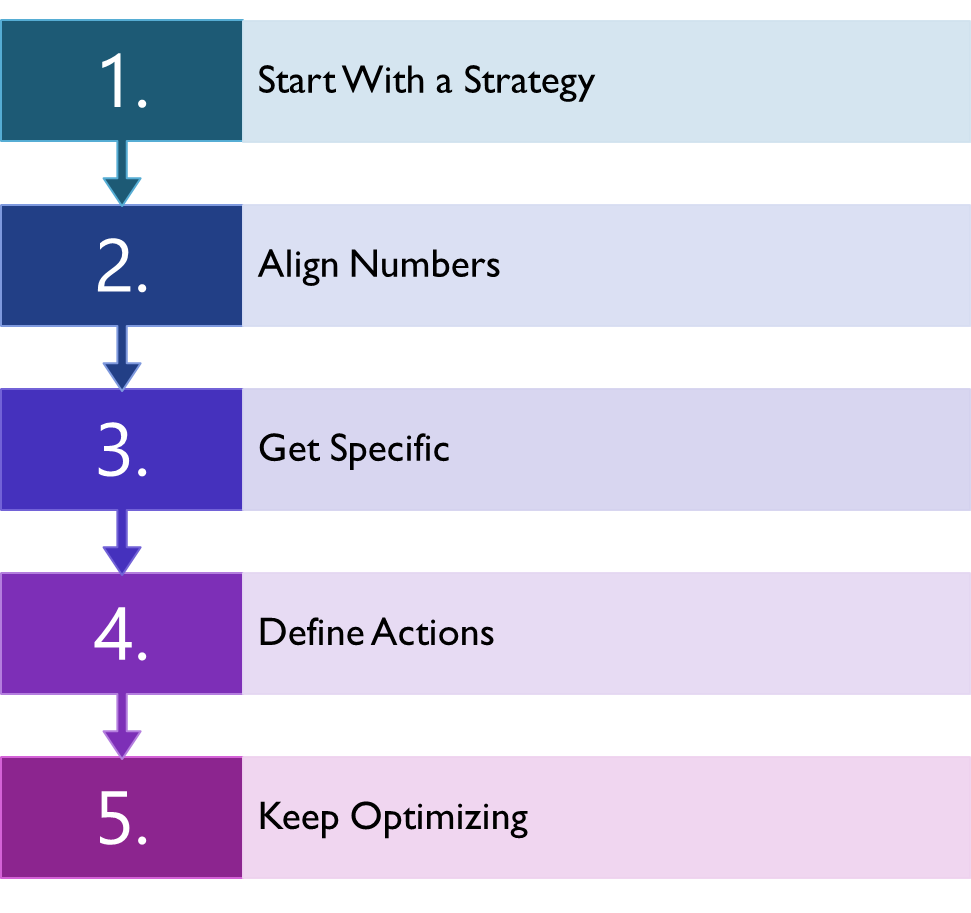 1. Start With a Strategy
2. Align Numbers
3. Get Specific
4. Define Actions
5. Keep Optimizing